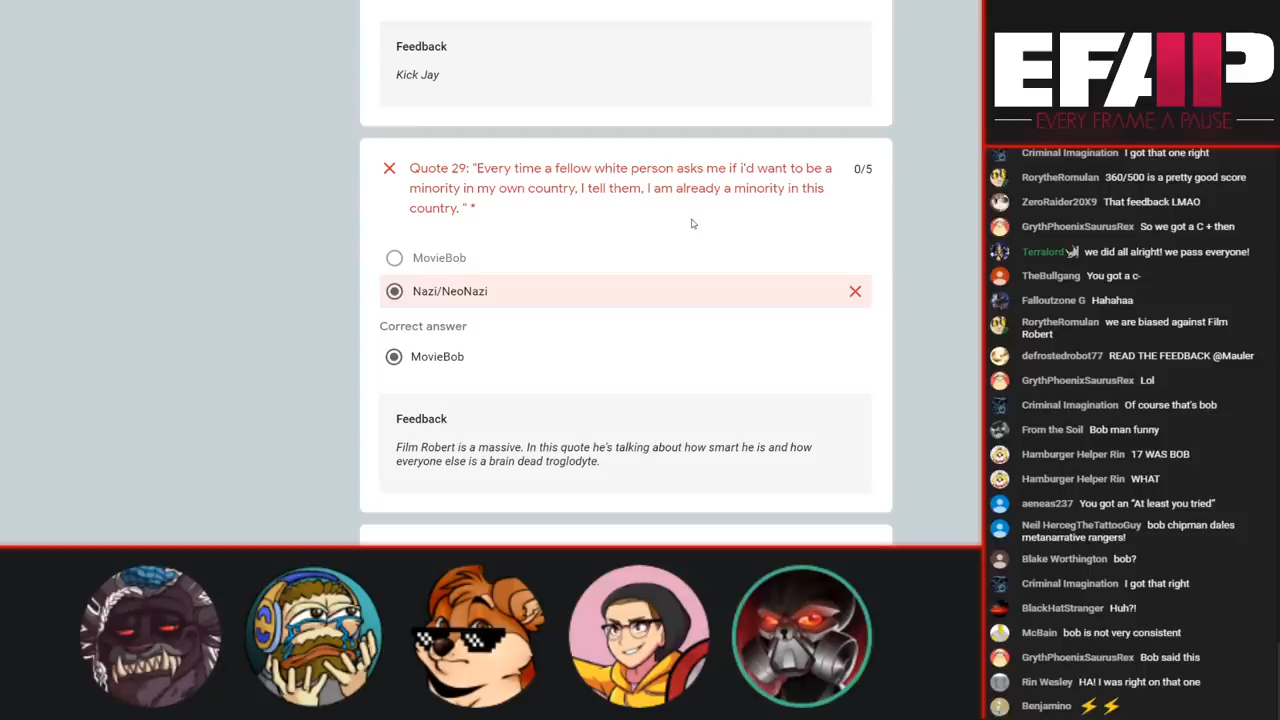 Feedback
Kick Jay
Quote 29: "Every time a fellow white person asks me if i'd want to be a
minority in my own country, I tell them, I am already a minority in this
country. " *
0/5
MovieBob
Nazi/NeoNazi
Correct answer
MovieBob
Feedback
Film Robert is a massive. In this quote he's talking about how smart he is and how
everyone else is a brain dead troglodyte.
EFAP
EVERY FRAME A PAUSE
Criminal Imagination I got that one right
RorytheRomulan 360/500 is a pretty good score
ZeroRaider20X9 That feedback LMAO
GrythPhoenixSaurusRex So we got a C + then
Terralord we did all alright! we pass everyone!
TheBullgang You got a c-
Falloutzone G Hahahaa
RorytheRomulan we are biased against Film
Robert
defrostedrobot77 READ THE FEEDBACK @Mauler
GrythPhoenixSaurusRex Lol
Criminal Imagination Of course that's bob
From the Soil Bob man funny
Hamburger Helper Rin 17 WAS BOB
Hamburger Helper Rin WHAT
aeneas237 You got an "At least you tried"
Neil HercegTheTattooGuy bob chipman dales
metanarrative rangers!
Blake Worthington bob?
Criminal Imagination I got that right
BlackHatStranger Huh?!
McBain bob is not very consistent
GrythPhoenixSaurusRex Bob said this
Rin Wesley HA! I was right on that one
Benjamino ⚡ ⚡